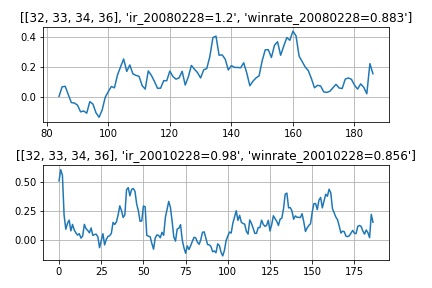 [[32, 33, 34, 36], 'ir_20080228=1.2', 'winrate_20080228=0.883']
0.4
0.2
0.0
80 100 120 140 160 180
[[32, 33, 34, 36], 'ir_20010228=0.98', 'winrate_20010228=0.856']
0.50
0.25
0.00
0 25 50 75 100 125 150 175